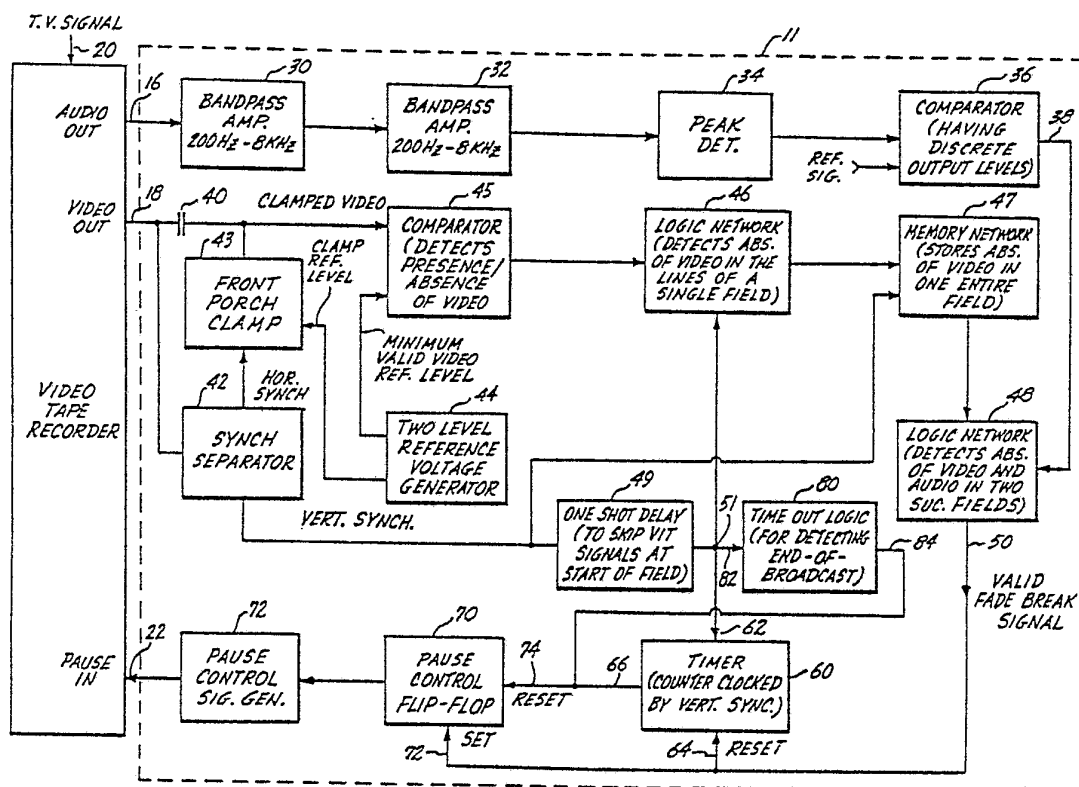 T.V. SIGNAL
20
11
AUDIO OUT
16
30
BANDPASS
AMP.
200HZ-8KHZ
32
BANDPASS
AMP.
200HZ-8KHZ
34
PEAK
DET.
36
COMPARATOR
(HAVING
DISCRETE
OUTPUT LEVELS)
38
REF.
SIG.
VIDEO OUT
18
40
CLAMPED VIDEO
43
FRONT
PORCH
CLAMP
CLAMP
REF.
LEVEL
45
COMPARATOR
(DETECTS
PRESENCE/
ABSENCE
OF VIDEO)
46
LOGIC NETWORK
(DETECTS ABS.
OF VIDEO IN THE
LINES OF A
SINGLE FIELD)
47
MEMORY NETWORK
(STORES ABS.
OF VIDEO IN
ONE ENTIRE
FIELD)
MINIMUM
VALID VIDEO
REF. LEVEL
HOR.
SYNCH
42
SYNCH
SEPARATOR
VIDEO
TAPE
RECORDER
44
TWO LEVEL
REFERENCE
VOLTAGE
GENERATOR
48
LOGIC NETWORK
(DETECTS ABS.
OF VIDEO AND
AUDIO IN TWO
SUC. FIELDS)
VERT. SYNCH.
49
ONE SHOT DELAY
(TO SKIP VIT
SIGNALS AT
START OF FIELD)
51
82
80
TIME OUT LOGIC
(FOR DETECTING
END-OF-
BROADCAST)
84
50
VALID
FADE BREAK
SIGNAL
PAUSE
IN
22
72
PAUSE
CONTROL
SIG. GEN.
70
PAUSE
CONTROL
FLIP-FLOP
74
RESET
66
62
TIMER
(COUNTER CLOCKED
BY VERT. SYNC.)
60
72
SET
64
RESET